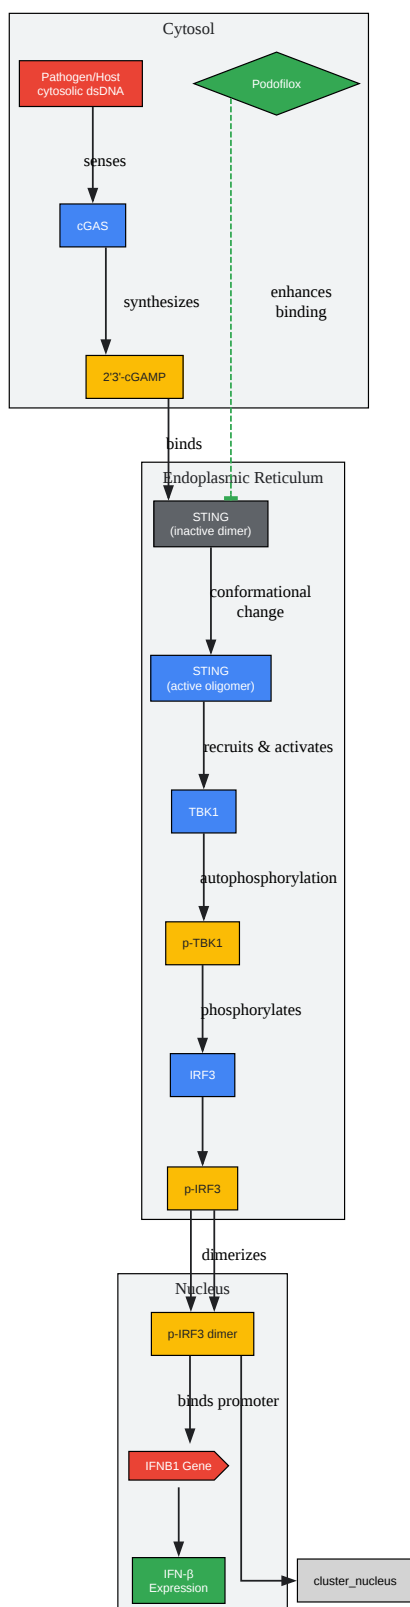 Cytosol
Pathogen/Host
cytosolic dsDNA
Podofilox
senses
cGAS
synthesizes
enhances
binding
2'3'-cGAMP
binds
Endoplasmic Reticulum
STING
(inactive dimer)
conformational
change
STING
(active oligomer)
recruits & activates
TBK1
autophosphorylation
p-TBK1
phosphorylates
IRF3
p-IRF3
dimerizes
Nucleus
p-IRF3 dimer
binds promoter
IFNB1 Gene
IFN-β
Expression
cluster_nucleus